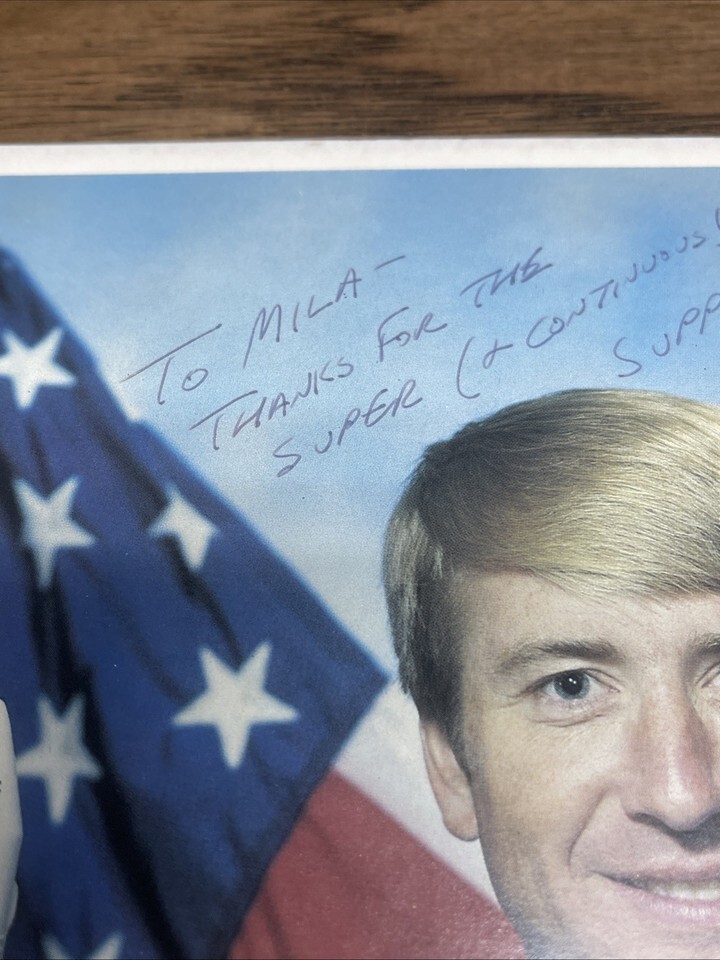 TO MILA –
THANKS FOR THE
SUPER (& CONTINUOUS!
SUPP